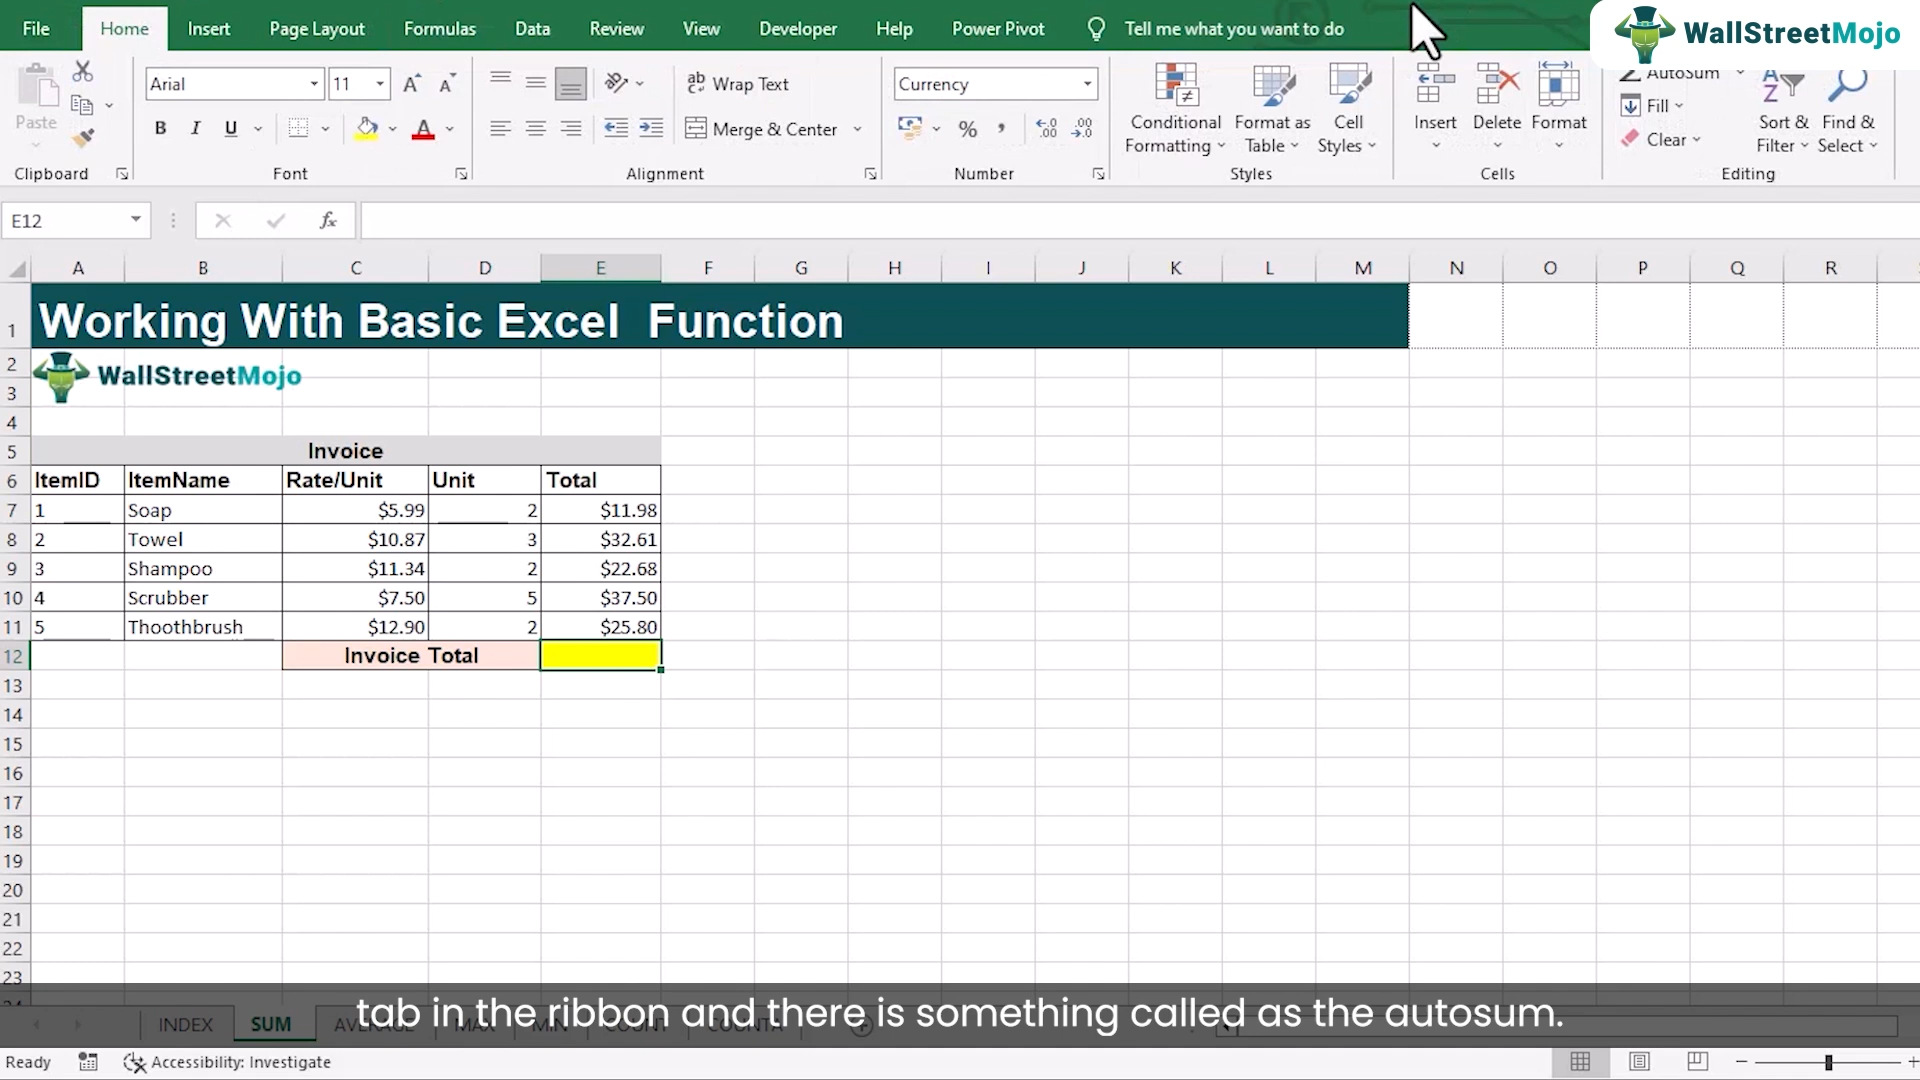 File Home Insert Page Layout Formulas Data Review View Developer Help Power Pivot Tell me what you want to do
WallStreetMojo
Paste
Arial 11
Wrap Text
Currency
AutoSum
B I U
Merge & Center
% ,
Conditional Formatting
Format as Table
Cell Styles
Insert Delete Format
Fill
Clear
Sort & Filter
Find & Select
Clipboard Font Alignment Number Styles Cells Editing
E12 fx
A B C D E F G H I J K L M N O P Q R
1 Working With Basic Excel Function
2 WallStreetMojo
3
4
5 Invoice
6 ItemID ItemName Rate/Unit Unit Total
7 1 Soap $5.99 2 $11.98
8 2 Towel $10.87 3 $32.61
9 3 Shampoo $11.34 2 $22.68
10 4 Scrubber $7.50 5 $37.50
11 5 Thoothbrush $12.90 2 $25.80
12 Invoice Total
13
14
15
16
17
18
19
20
21
22
23
tab in the ribbon and there is something called as the autosum.
INDEX SUM AVERAGE MAX MIN COUNT COUNTA
Ready Accessibility: Investigate